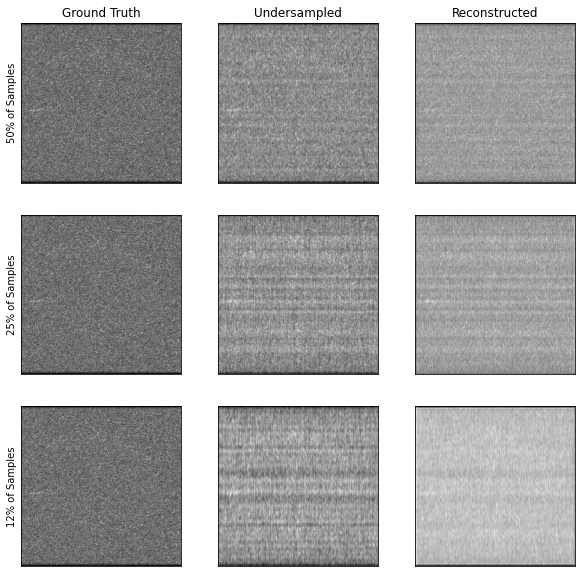 Ground Truth
Undersampled
Reconstructed
50% of Samples
25% of Samples
12% of Samples